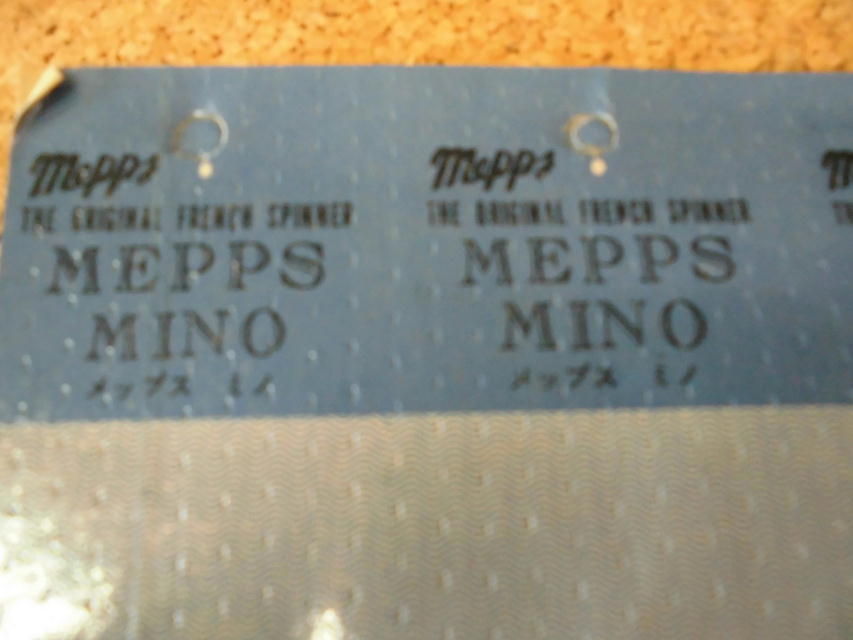 Mepps
THE ORIGINAL FRENCH SPINNER
MEPPS
MINO
メップス ミノ
Mepps
THE ORIGINAL FRENCH SPINNER
MEPPS
MINO
メップス ミノ